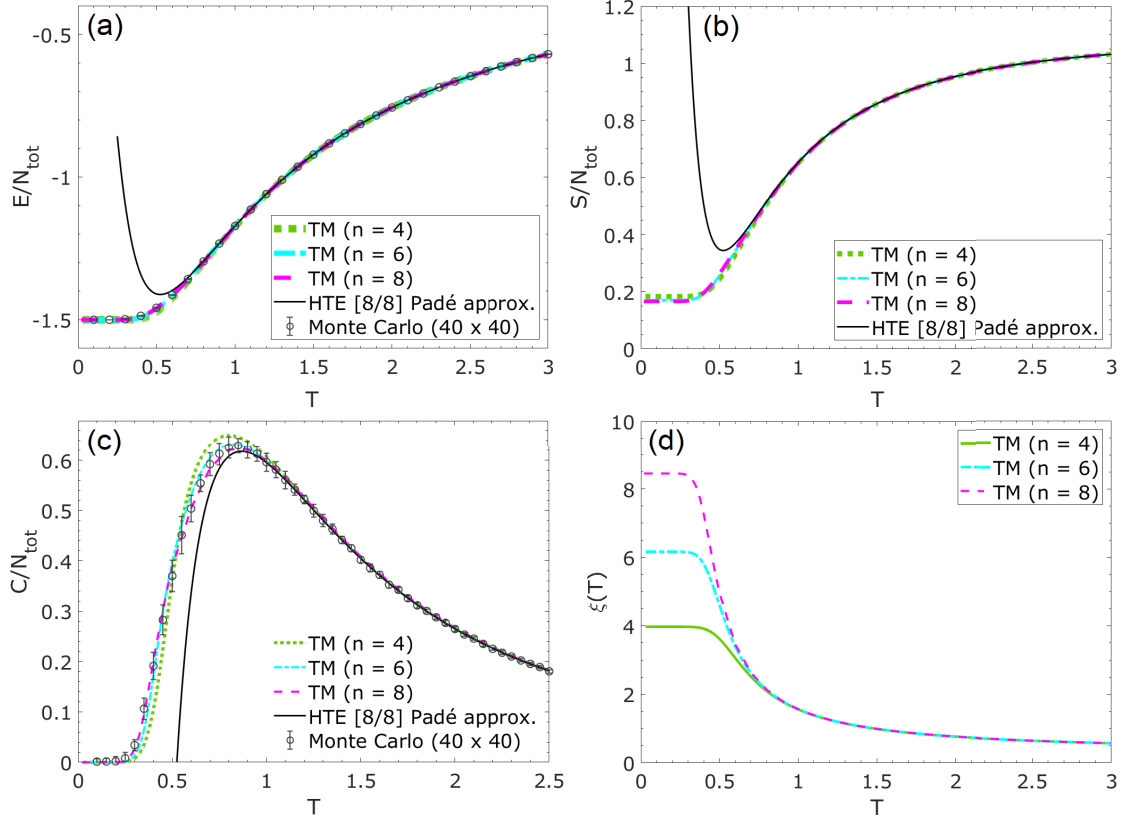 (a)
-0.5
-1
-1.5
E/Ntot
TM (n = 4)
TM (n = 6)
TM (n = 8)
HTE [8/8] Padé approx.
Monte Carlo (40 x 40)
0 0.5 1 1.5 2 2.5 3
T
(b)
1.2
1
0.8
0.6
0.4
0.2
0
S/Ntot
TM (n = 4)
TM (n = 6)
TM (n = 8)
HTE [8/8] Padé approx.
0 0.5 1 1.5 2 2.5 3
T
(c)
0.6
0.5
0.4
0.3
0.2
0.1
0
C/Ntot
TM (n = 4)
TM (n = 6)
TM (n = 8)
HTE [8/8] Padé approx.
Monte Carlo (40 x 40)
0 0.5 1 1.5 2 2.5
T
(d)
10
8
6
4
2
0
ξ(T)
TM (n = 4)
TM (n = 6)
TM (n = 8)
0 0.5 1 1.5 2 2.5 3
T